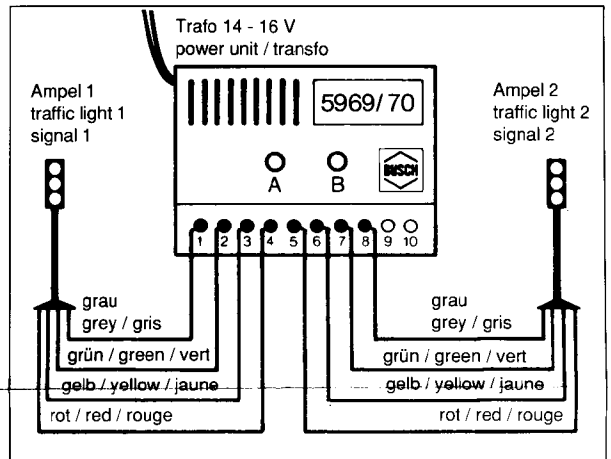 Trafo 14 - 16 V
power unit / transfo
Ampel 1
traffic light 1
signal 1
5969/70
Ampel 2
traffic light 2
signal 2
A
B
BUSCH
1 2 3 4 5 6 7 8 9 10
grau
grey / gris
grün / green / vert
gelb / yellow / jaune
rot / red / rouge
grau
grey / gris
grün / green / vert
gelb / yellow / jaune
rot / red / rouge